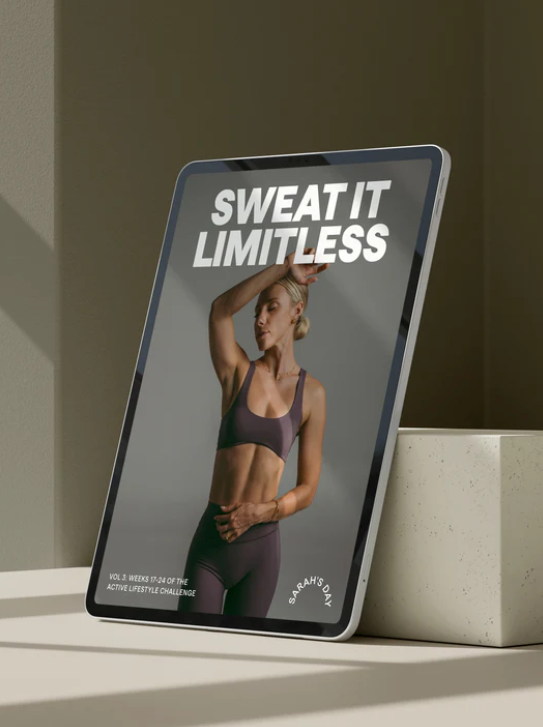 SWEAT IT
LIMITLESS
VOL 3: WEEKS 17-24 OF THE
ACTIVE LIFESTYLE CHALLENGE
SARAH'S DAY